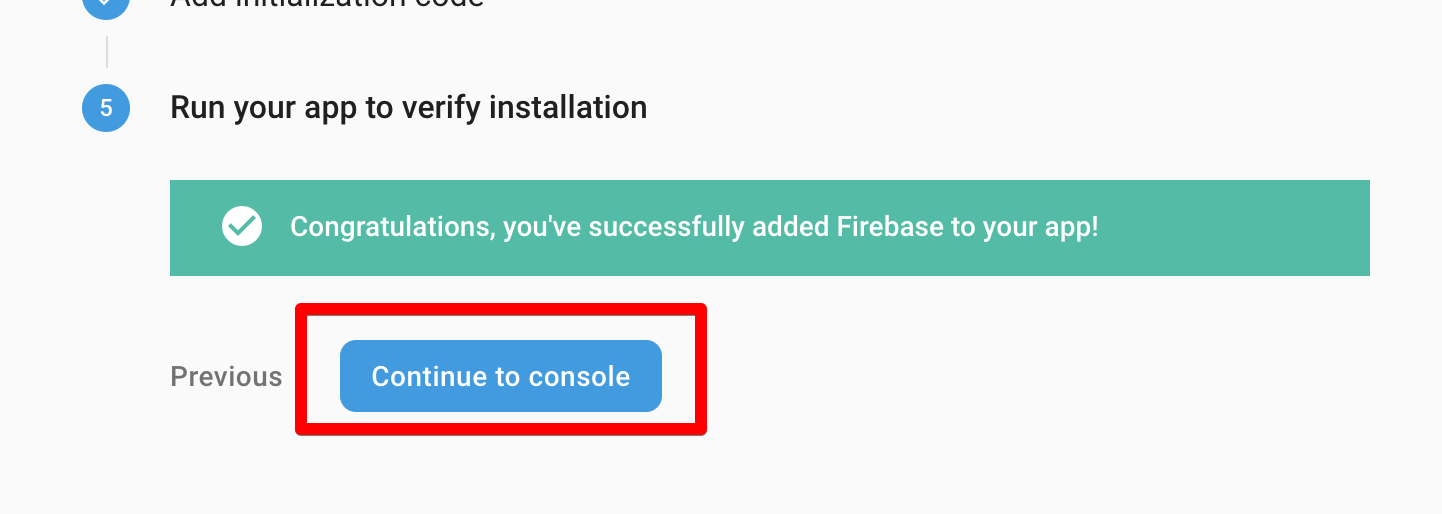 Add initialization code
5
Run your app to verify installation
Congratulations, you've successfully added Firebase to your app!
Previous
Continue to console